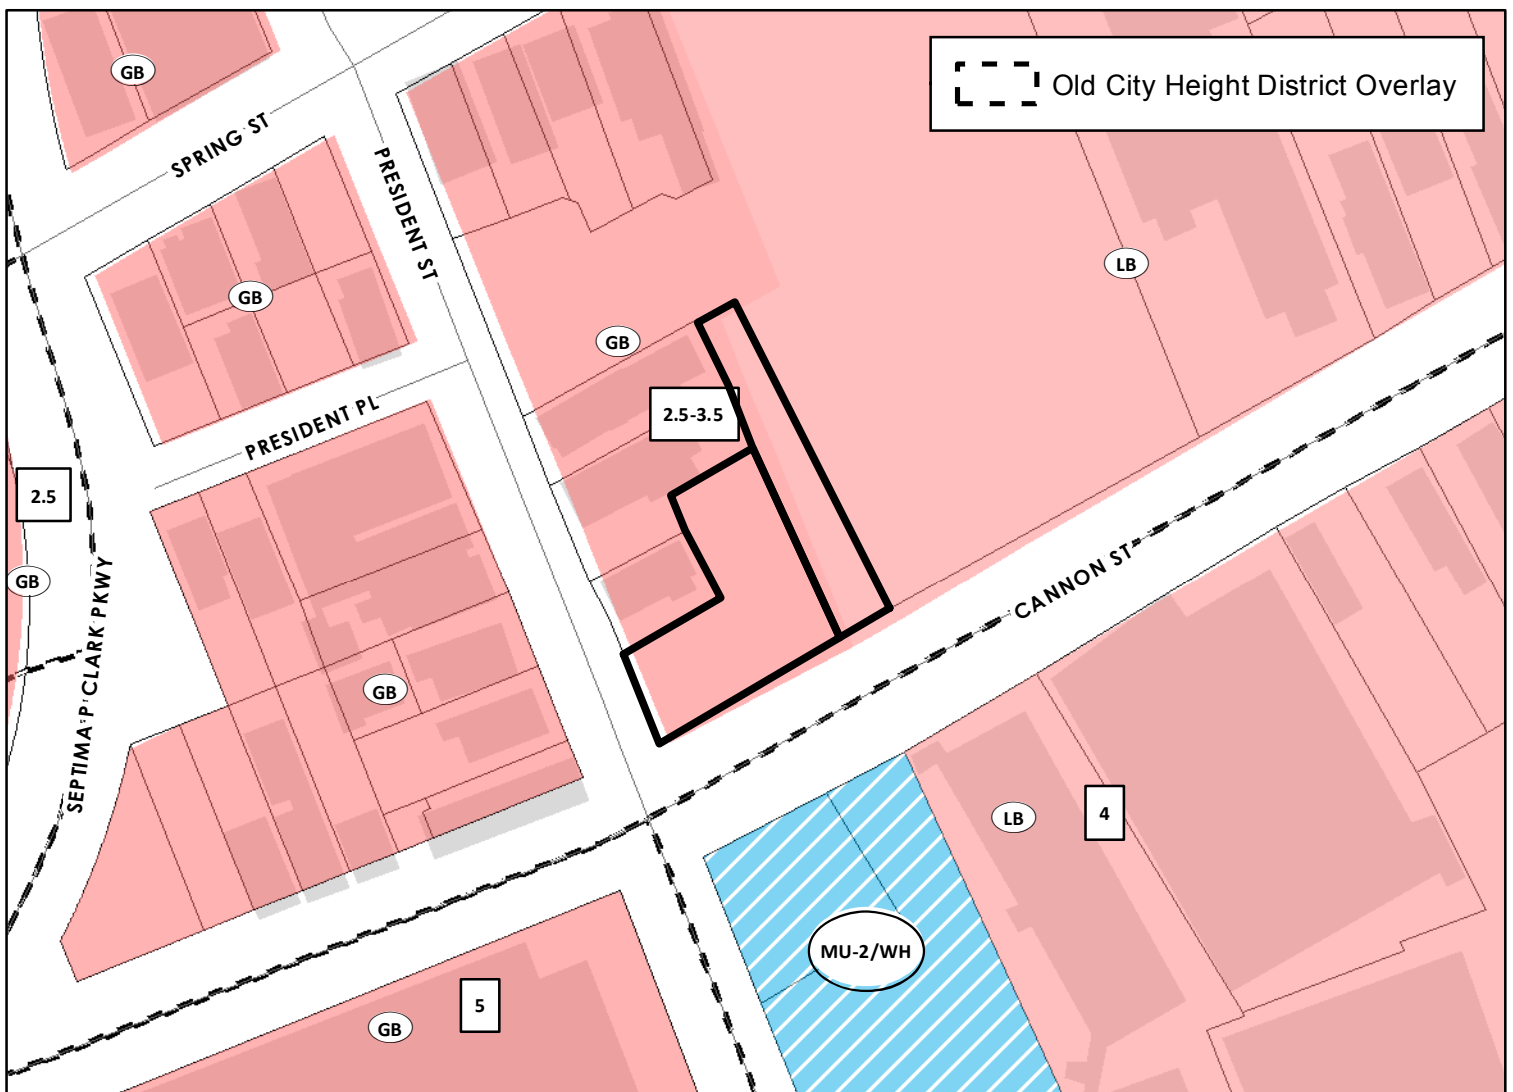 GB
Old City Height District Overlay
SPRING ST
PRESIDENT ST
LB
GB
GB
2.5-3.5
PRESIDENT PL
2.5
CANNON ST
GB
SEPTIMA P CLARK PKWY
GB
LB
4
MU-2/WH
5
GB